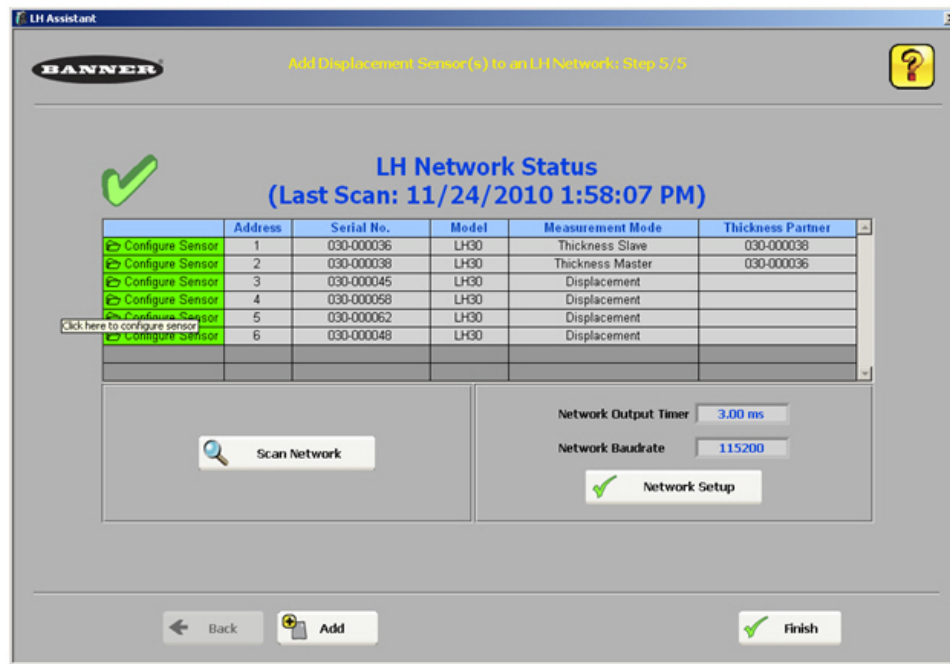 LH Assistant
BANNER
Add Displacement Sensor(s) to an LH Network: Step 5/5
?
LH Network Status
(Last Scan: 11/24/2010 1:58:07 PM)
Address Serial No. Model Measurement Mode Thickness Partner
Configure Sensor 1 030-000036 LH30 Thickness Slave 030-000038
Configure Sensor 2 030-000038 LH30 Thickness Master 030-000036
Configure Sensor 3 030-000045 LH30 Displacement
Configure Sensor 4 030-000058 LH30 Displacement
Configure Sensor 5 030-000062 LH30 Displacement
Click here to configure sensor
Configure Sensor 6 030-000048 LH30 Displacement
Network Output Timer 3.00 ms
Scan Network
Network Baudrate 115200
Network Setup
Back
Add
Finish